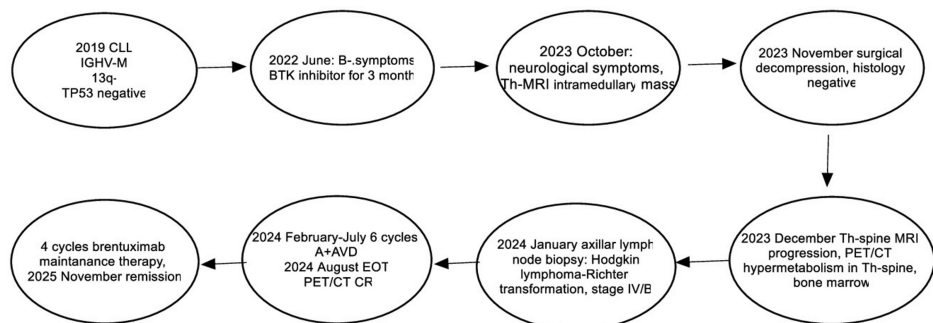 2019 CLL
IGHV-M
13q-
TP53 negative
2022 June: B-.symptoms
BTK inhibitor for 3 month
2023 October:
neurological symptoms,
Th-MRI intramedullary mass
2023 November surgical
decompression, histology
negative
2023 December Th-spine MRI
progression, PET/CT
hypermetabolism in Th-spine,
bone marrow
2024 January axillar lymph
node biopsy: Hodgkin
lymphoma-Richter
transformation, stage IV/B
2024 February-July 6 cycles
A+AVD
2024 August EOT
PET/CT CR
4 cycles brentuximab
maintanance therapy,
2025 November remission